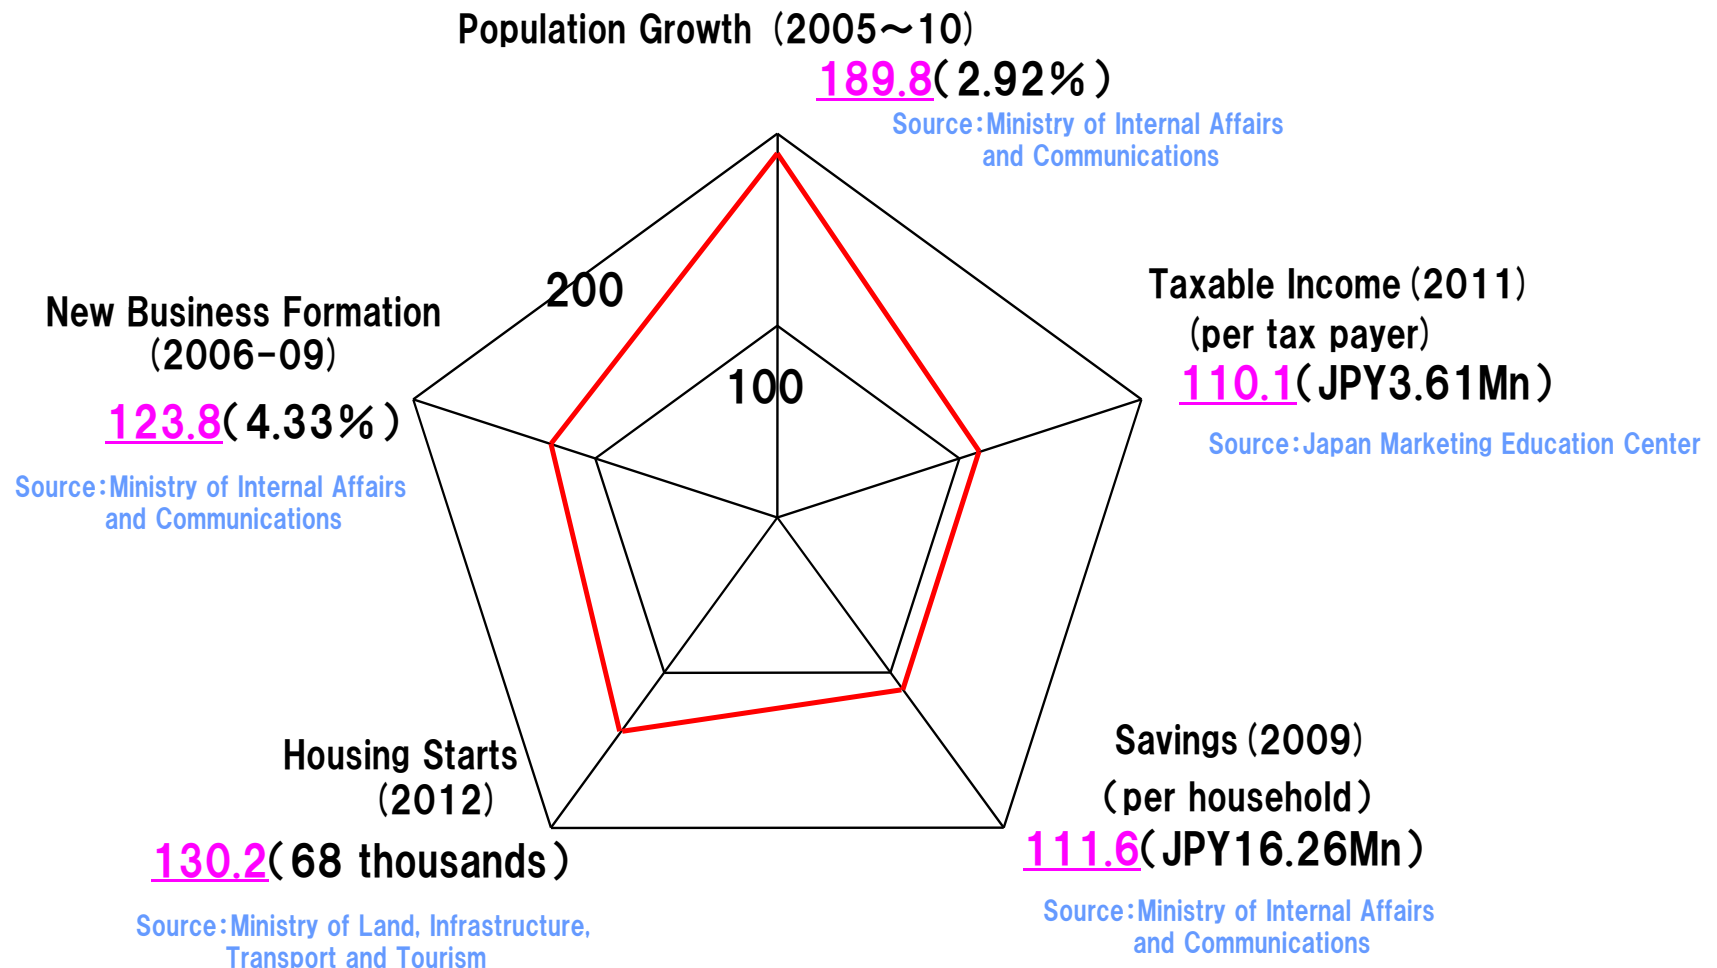 Population Growth (2005～10)
189.8(2.92%)
Source:Ministry of Internal Affairs
and Communications
200
100
Taxable Income(2011)
(per tax payer)
110.1(JPY3.61Mn)
Source:Japan Marketing Education Center
New Business Formation
(2006-09)
123.8(4.33%)
Source:Ministry of Internal Affairs
and Communications
Housing Starts
(2012)
130.2(68 thousands)
Source:Ministry of Land, Infrastructure,
Transport and Tourism
Savings(2009)
(per household)
111.6(JPY16.26Mn)
Source:Ministry of Internal Affairs
and Communications